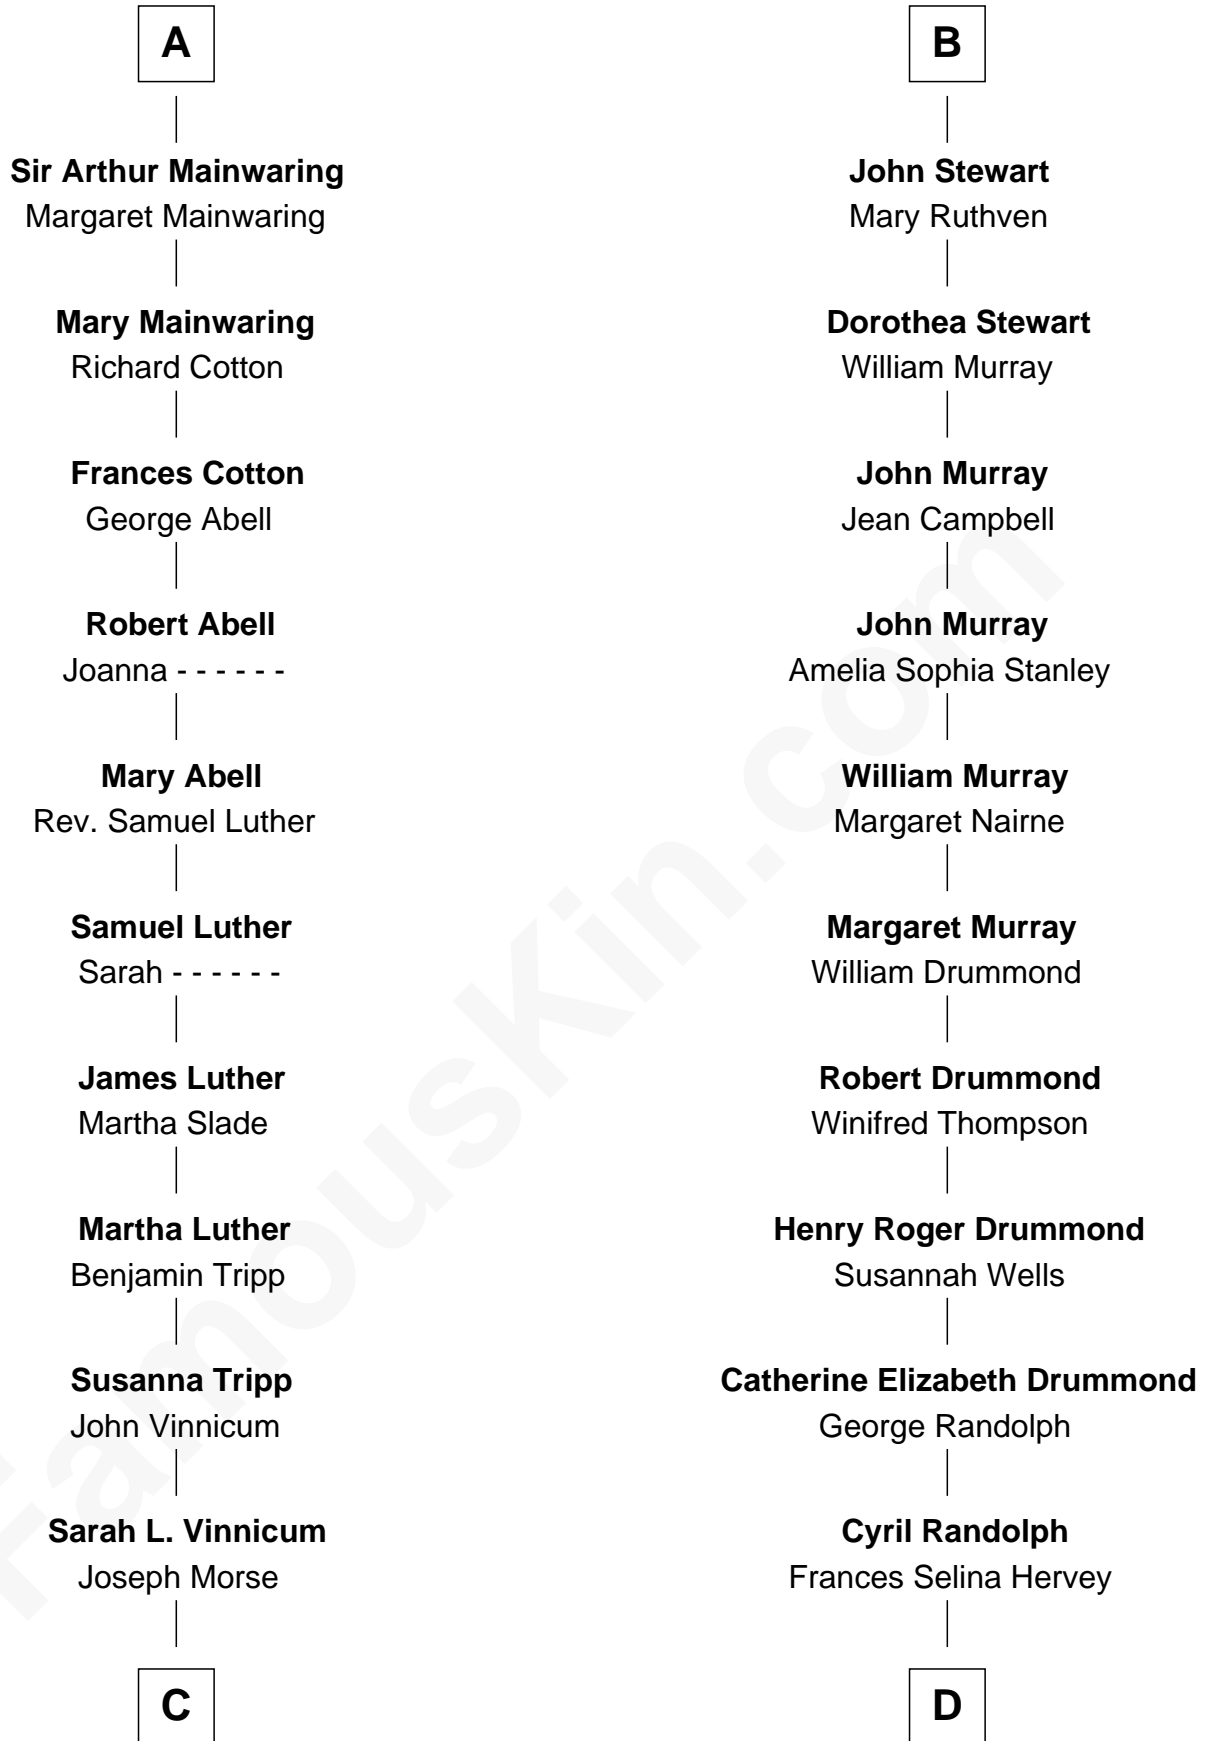 A
Sir Arthur Mainwaring
Margaret Mainwaring
Mary Mainwaring
Richard Cotton
Frances Cotton
George Abell
Robert Abell
Joanna - - - - - -
Mary Abell
Rev. Samuel Luther
Samuel Luther
Sarah - - - - - -
James Luther
Martha Slade
Martha Luther
Benjamin Tripp
Susanna Tripp
John Vinnicum
Sarah L. Vinnicum
Joseph Morse
C
B
John Stewart
Mary Ruthven
Dorothea Stewart
William Murray
John Murray
Jean Campbell
John Murray
Amelia Sophia Stanley
William Murray
Margaret Nairne
Margaret Murray
William Drummond
Robert Drummond
Winifred Thompson
Henry Roger Drummond
Susannah Wells
Catherine Elizabeth Drummond
George Randolph
Cyril Randolph
Frances Selina Hervey
D
FamousKin.com